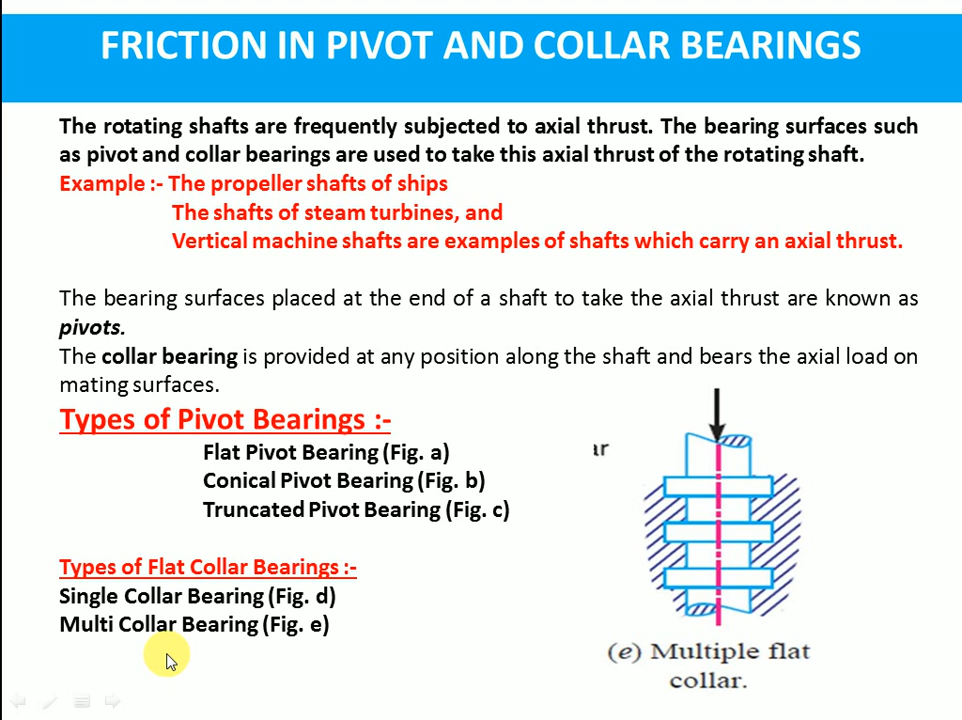 FRICTION IN PIVOT AND COLLAR BEARINGS
The rotating shafts are frequently subjected to axial thrust. The bearing surfaces such
as pivot and collar bearings are used to take this axial thrust of the rotating shaft.
Example :- The propeller shafts of ships
The shafts of steam turbines, and
Vertical machine shafts are examples of shafts which carry an axial thrust.
The bearing surfaces placed at the end of a shaft to take the axial thrust are known as
pivots.
The collar bearing is provided at any position along the shaft and bears the axial load on
mating surfaces.
Types of Pivot Bearings :-
Flat Pivot Bearing (Fig. a)
Conical Pivot Bearing (Fig. b)
Truncated Pivot Bearing (Fig. c)
Types of Flat Collar Bearings :-
Single Collar Bearing (Fig. d)
Multi Collar Bearing (Fig. e)
(e) Multiple flat
collar.